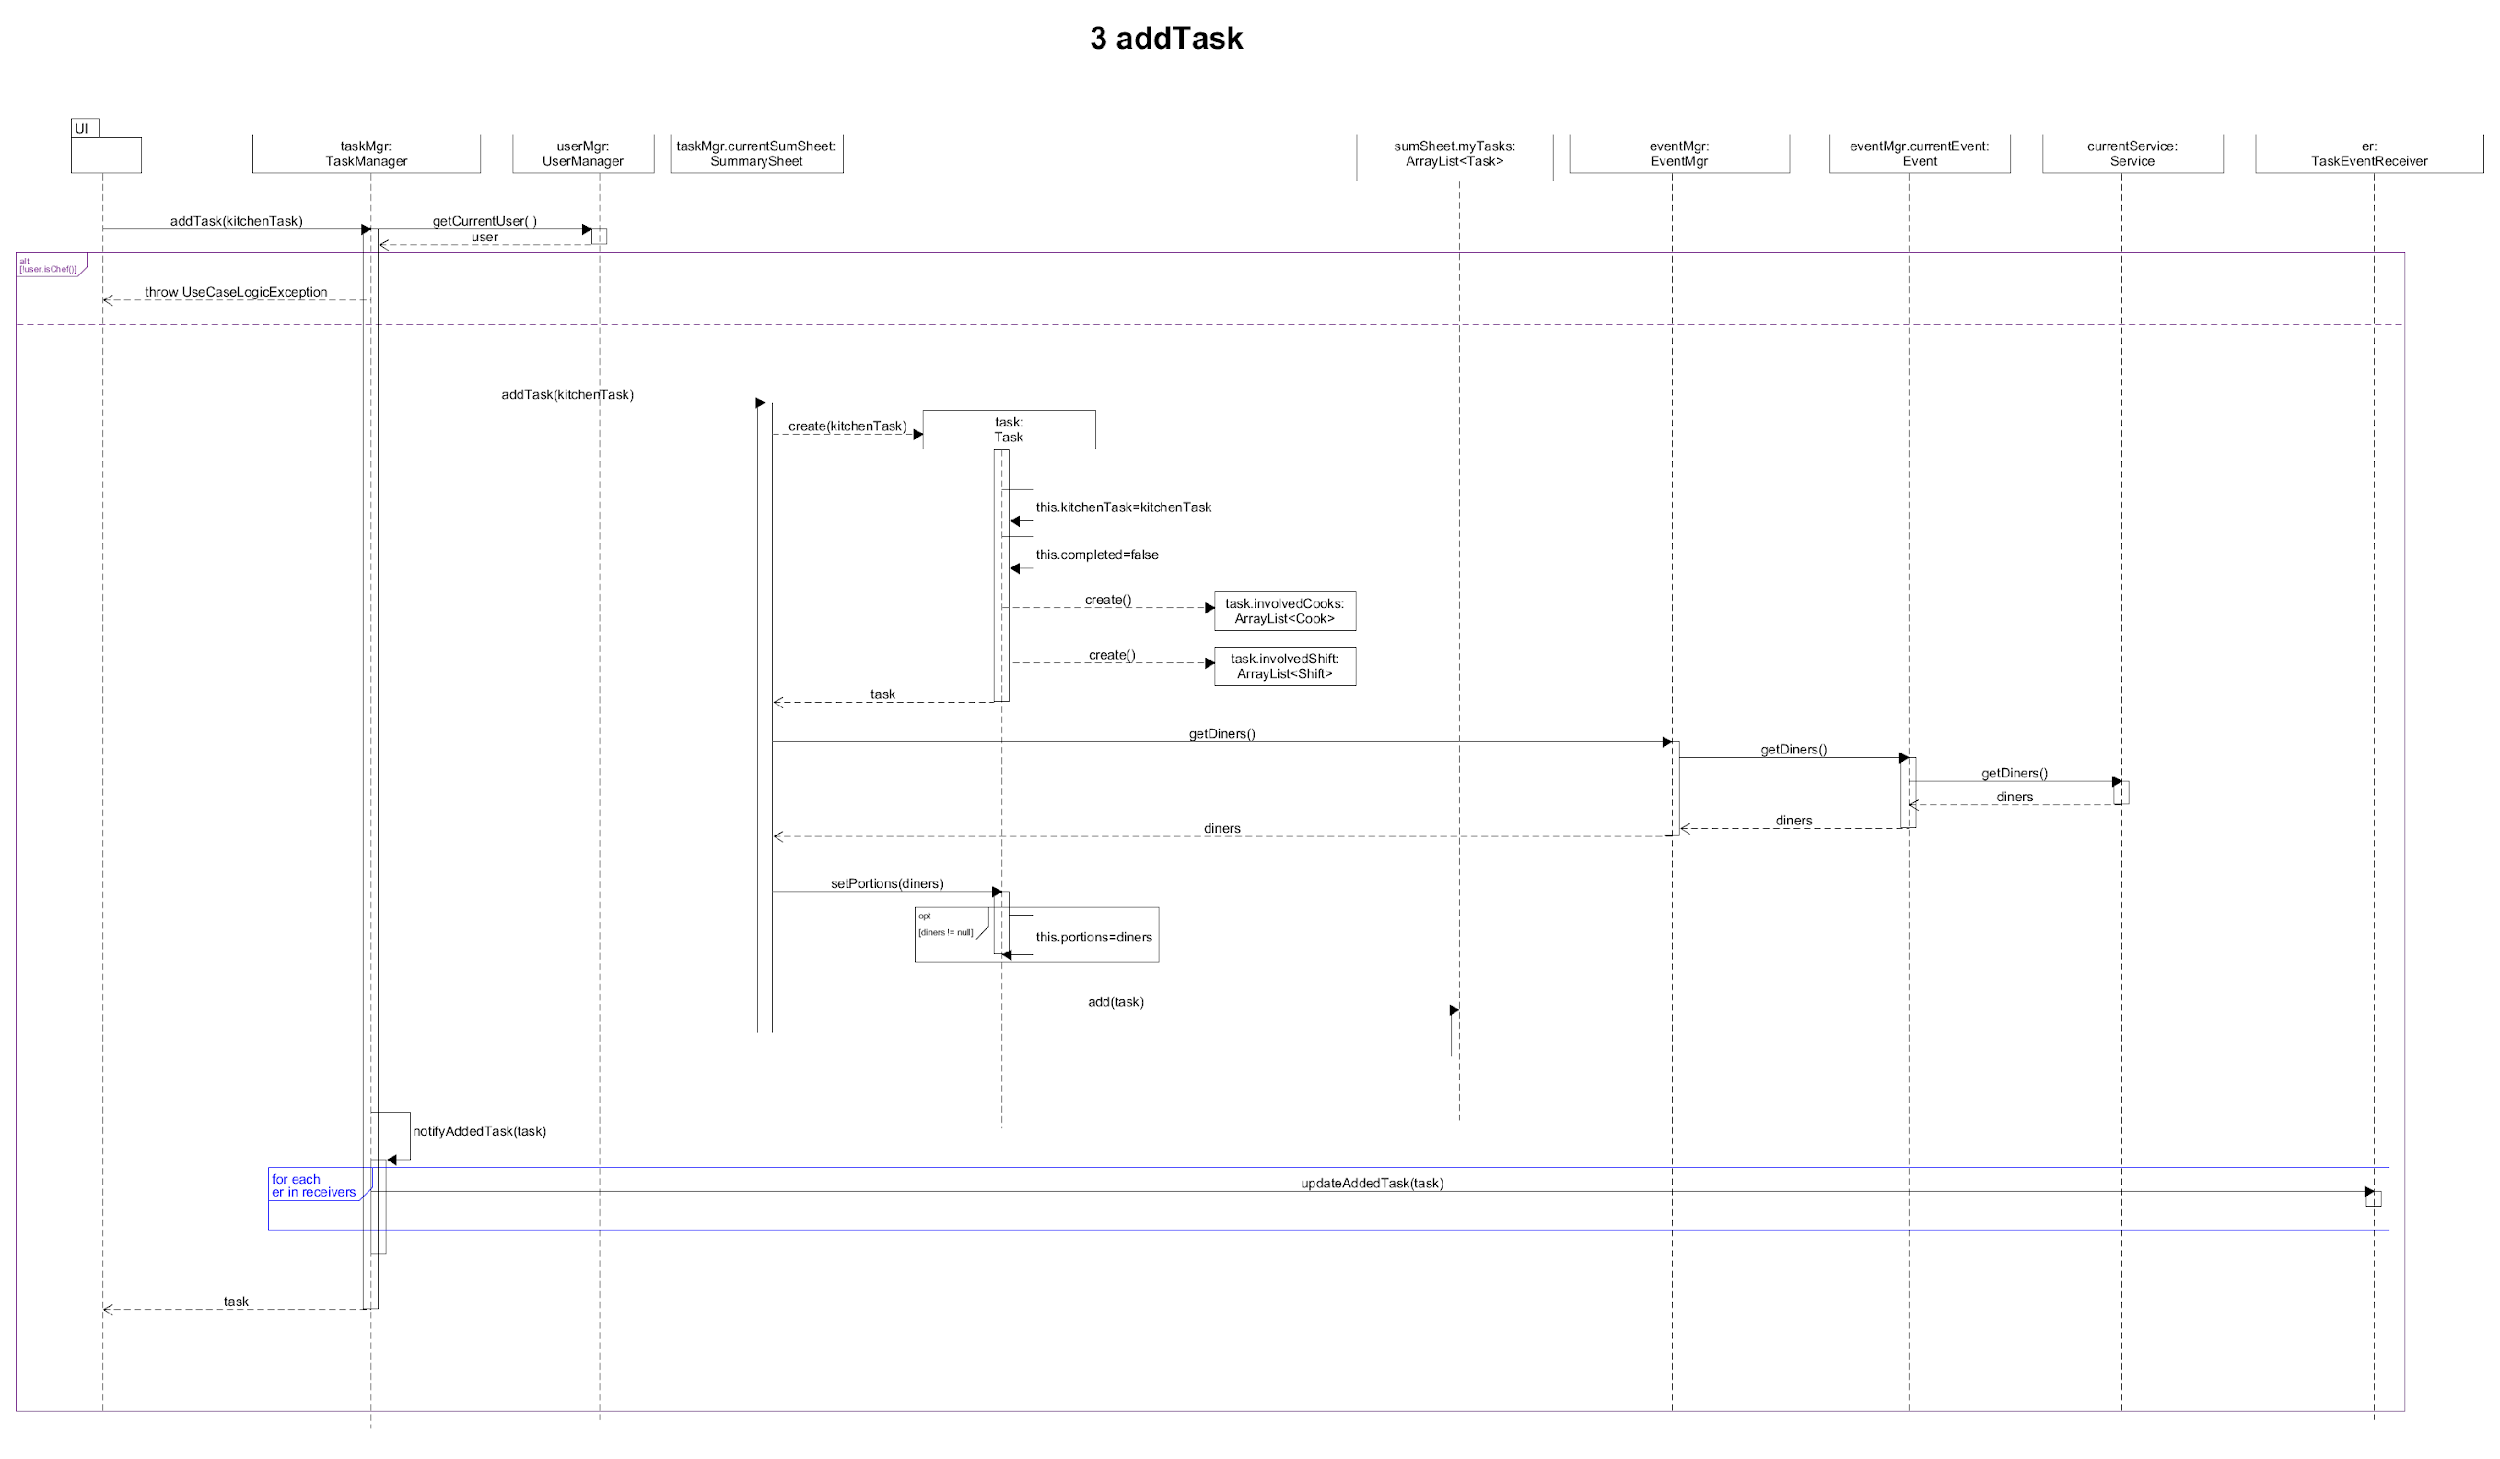 3 addTask
UI
taskMgr:
TaskManager
userMgr:
UserManager
taskMgr.currentSumSheet:
SummarySheet
sumSheet.myTasks:
ArrayList<Task>
eventMgr:
EventMgr
eventMgr.currentEvent:
Event
currentService:
Service
er:
TaskEventReceiver
addTask(kitchenTask)
getCurrentUser( )
user
alt
[!user.isChef()]
throw UseCaseLogicException
addTask(kitchenTask)
create(kitchenTask)
task:
Task
this.kitchenTask=kitchenTask
this.completed=false
create()
task.involvedCooks:
ArrayList<Cook>
create()
task.involvedShift:
ArrayList<Shift>
task
getDiners()
getDiners()
getDiners()
diners
diners
diners
setPortions(diners)
opt
[diners != null]
this.portions=diners
add(task)
notifyAddedTask(task)
for each
er in receivers
updateAddedTask(task)
task